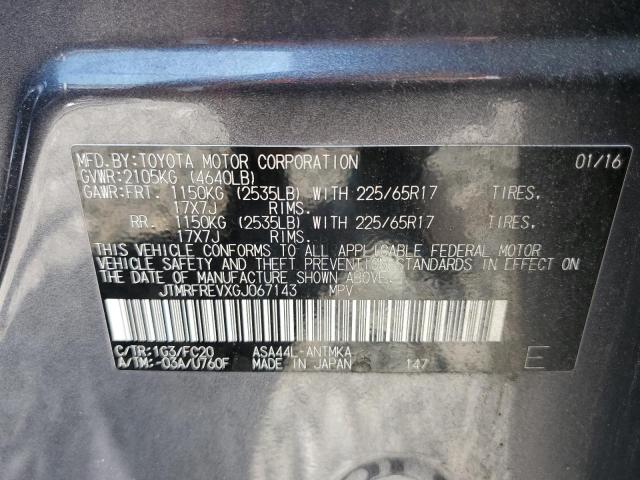 MFD.BY:TOYOTA MOTOR CORPORATION 01/16
GVWR:2105KG (4640LB)
GAWR:FRT. 1150KG (2535LB) WITH 225/65R17 TIRES,
17X7J RIMS.
RR. 1150KG (2535LB) WITH 225/65R17 TIRES,
17X7J RIMS.
THIS VEHICLE CONFORMS TO ALL APPLICABLE FEDERAL MOTOR
VEHICLE SAFETY AND THEFT PREVENTION STANDARDS IN EFFECT ON
THE DATE OF MANUFACTURE SHOWN ABOVE.
JTMRFREVXGJ067143 MPV
C/TR:1G3/FC20 ASA44L-ANTMKA
A/TM:-03A/U760F MADE IN JAPAN 147 E